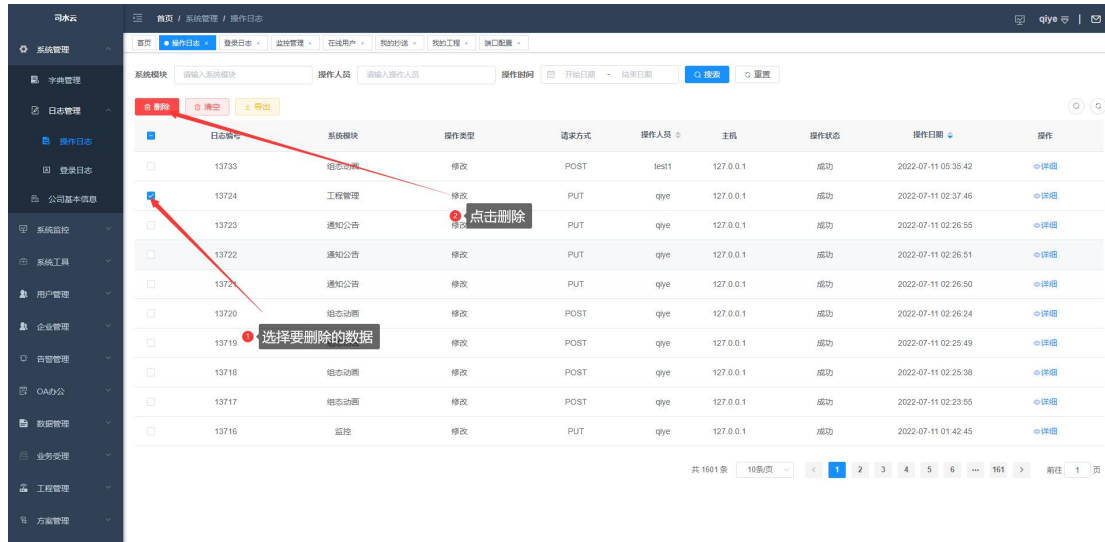 司水云
首页 / 系统管理 / 操作日志
qiye
系统管理
字典管理
日志管理
操作日志
登录日志
公司基本信息
系统监控
系统工具
用户管理
企业管理
告警管理
OA办公
数据管理
业务受理
工程管理
方案管理
首页 操作日志 × 登录日志 × 监控管理 × 在线用户 × 我的抄送 × 我的工程 × 端口配置 ×
系统模块 请输入系统模块 操作人员 请输入操作人员 操作时间 开始日期 - 结束日期 搜索 重置
删除 清空 导出
日志编号 系统模块 操作类型 请求方式 操作人员 主机 操作状态 操作日期 操作
13733 组态动画 修改 POST test1 127.0.0.1 成功 2022-07-11 05:35:42 详细
13724 工程管理 修改 PUT qiye 127.0.0.1 成功 2022-07-11 02:37:46 详细
2 点击删除
13723 通知公告 修改 PUT qiye 127.0.0.1 成功 2022-07-11 02:26:55 详细
13722 通知公告 修改 PUT qiye 127.0.0.1 成功 2022-07-11 02:26:51 详细
13721 通知公告 修改 PUT qiye 127.0.0.1 成功 2022-07-11 02:26:50 详细
13720 组态动画 修改 POST qiye 127.0.0.1 成功 2022-07-11 02:26:24 详细
1 选择要删除的数据
13719 修改 POST qiye 127.0.0.1 成功 2022-07-11 02:25:49 详细
13718 组态动画 修改 POST qiye 127.0.0.1 成功 2022-07-11 02:25:38 详细
13717 组态动画 修改 POST qiye 127.0.0.1 成功 2022-07-11 02:23:55 详细
13716 监控 修改 PUT qiye 127.0.0.1 成功 2022-07-11 01:42:45 详细
共 1601 条 10条/页 < 1 2 3 4 5 6 ··· 161 > 前往 1 页